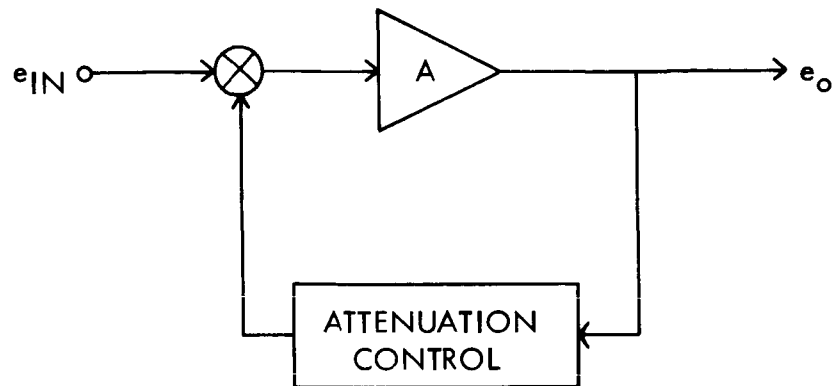 e_IN
A
e_o
ATTENUATION
CONTROL